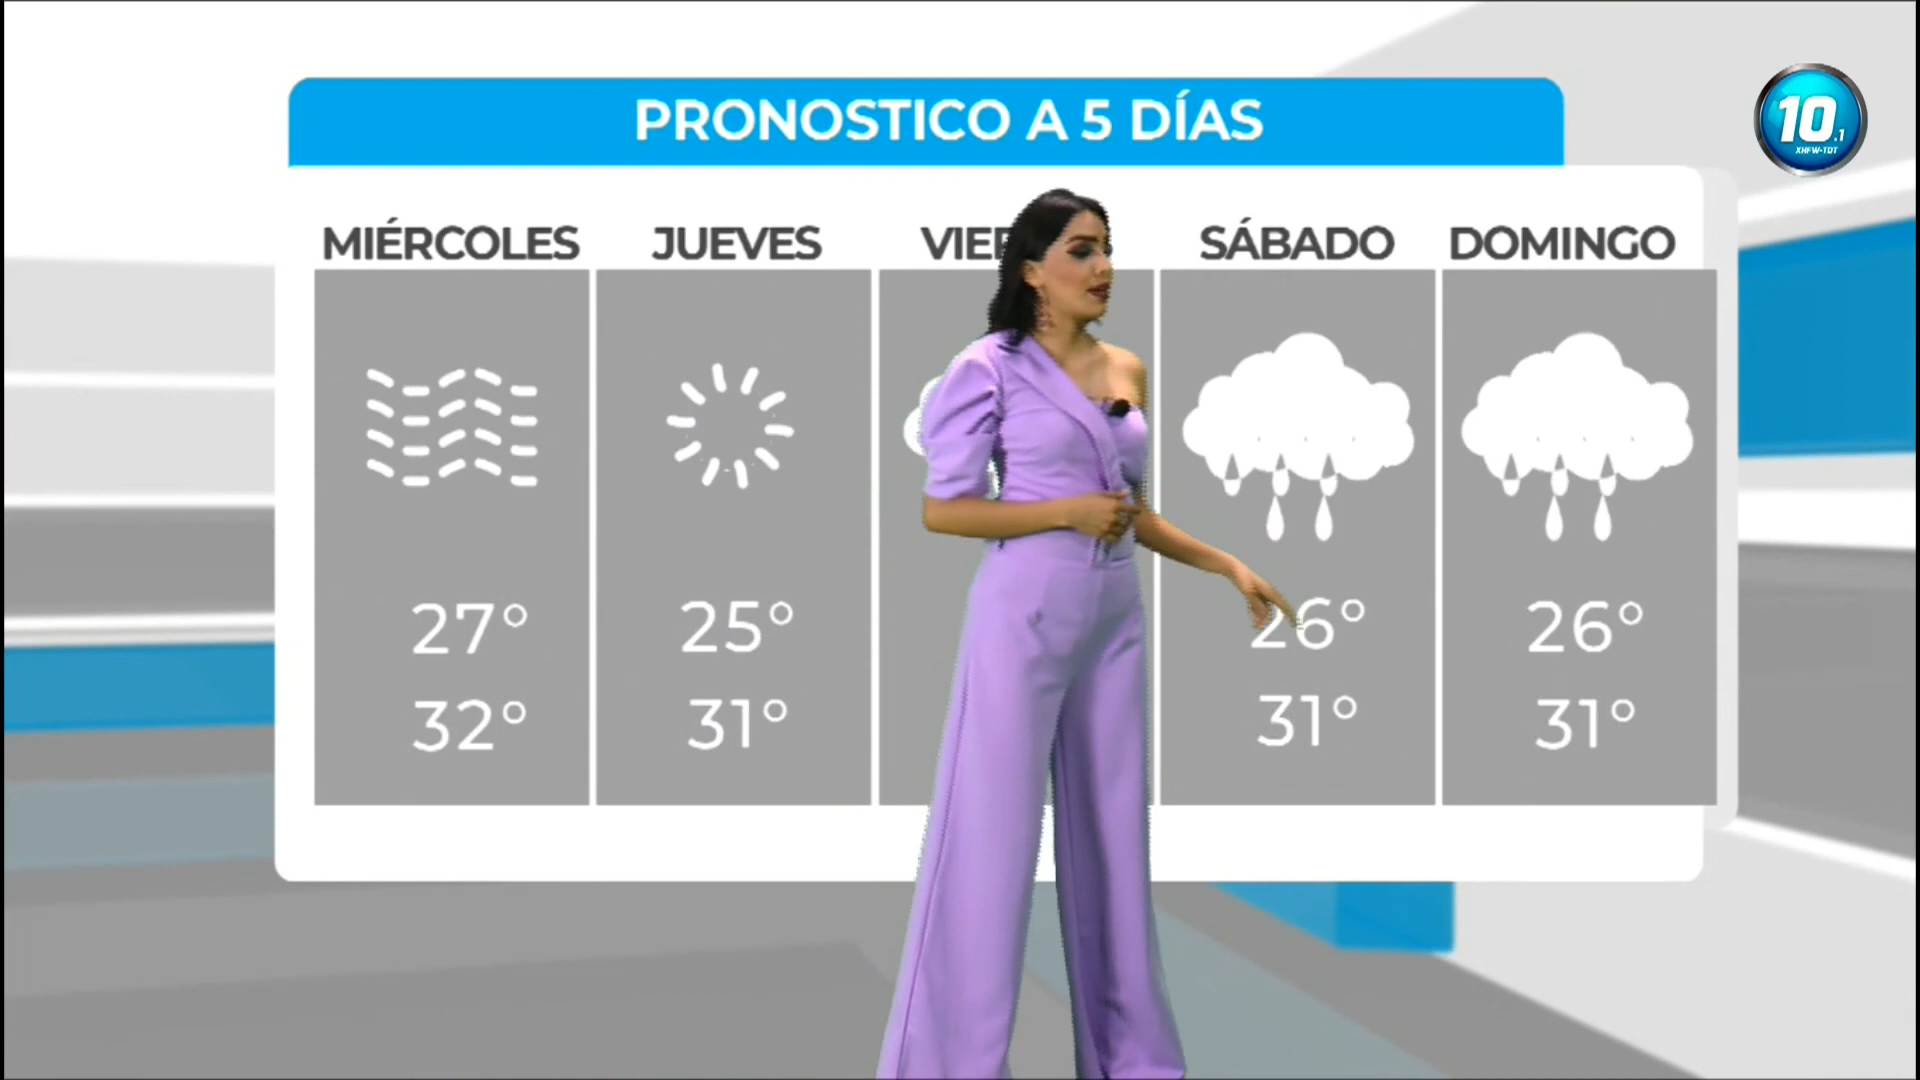 PRONOSTICO A 5 DÍAS
10.1
XHFW-TDT
MIÉRCOLES JUEVES SÁBADO DOMINGO
27° 25° 26° 26°
32° 31° 31° 31°